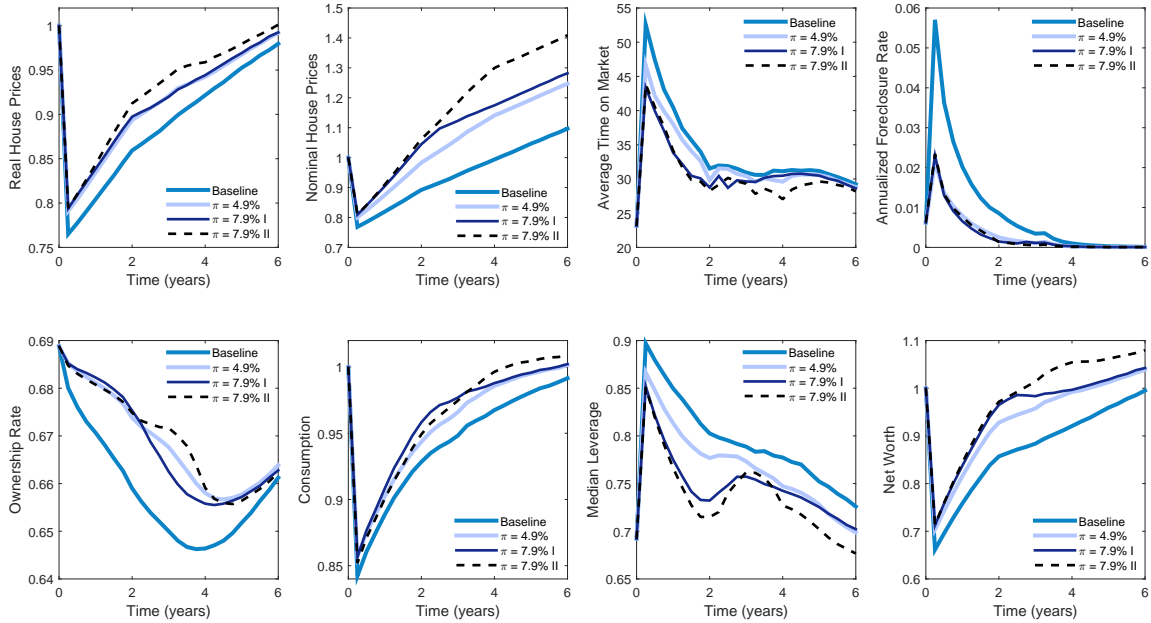 Real House Prices
1
0.95
0.9
0.85
0.8
0.75
0 2 4 6
Time (years)
Baseline
π = 4.9%
π = 7.9% I
π = 7.9% II
Nominal House Prices
1.5
1.4
1.3
1.2
1.1
1
0.9
0.8
0.7
0 2 4 6
Time (years)
Baseline
π = 4.9%
π = 7.9% I
π = 7.9% II
Average Time on Market
55
50
45
40
35
30
25
20
0 2 4 6
Time (years)
Baseline
π = 4.9%
π = 7.9% I
π = 7.9% II
Annualized Foreclosure Rate
0.06
0.05
0.04
0.03
0.02
0.01
0
0 2 4 6
Time (years)
Baseline
π = 4.9%
π = 7.9% I
π = 7.9% II
Ownership Rate
0.69
0.68
0.67
0.66
0.65
0.64
0 2 4 6
Time (years)
Baseline
π = 4.9%
π = 7.9% I
π = 7.9% II
Consumption
1
0.95
0.9
0.85
0 2 4 6
Time (years)
Baseline
π = 4.9%
π = 7.9% I
π = 7.9% II
Median Leverage
0.9
0.85
0.8
0.75
0.7
0.65
0 2 4 6
Time (years)
Baseline
π = 4.9%
π = 7.9% I
π = 7.9% II
Net Worth
1.1
1
0.9
0.8
0.7
0.6
0 2 4 6
Time (years)
Baseline
π = 4.9%
π = 7.9% I
π = 7.9% II